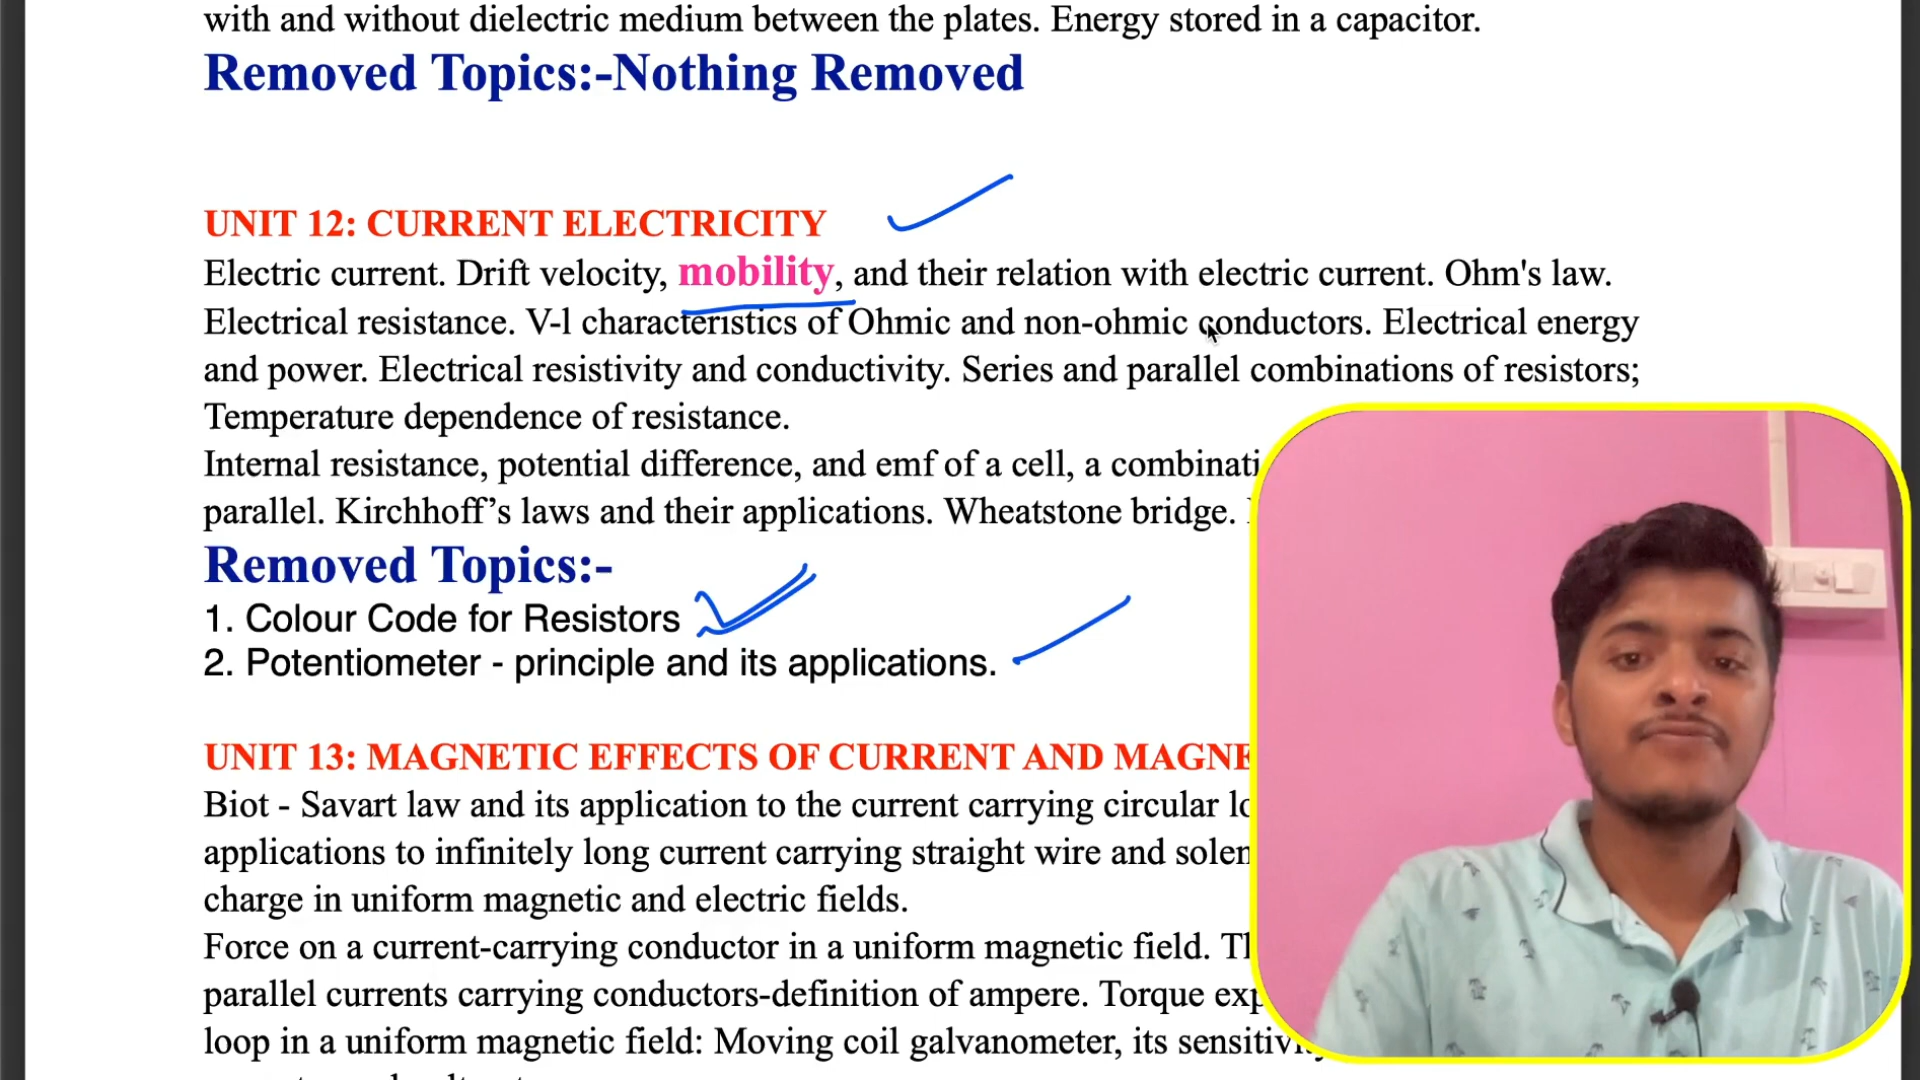 with and without dielectric medium between the plates. Energy stored in a capacitor.
Removed Topics:-Nothing Removed
UNIT 12: CURRENT ELECTRICITY
Electric current. Drift velocity, mobility, and their relation with electric current. Ohm's law.
Electrical resistance. V-l characteristics of Ohmic and non-ohmic conductors. Electrical energy
and power. Electrical resistivity and conductivity. Series and parallel combinations of resistors;
Temperature dependence of resistance.
Internal resistance, potential difference, and emf of a cell, a
parallel. Kirchhoff’s laws and their applications. Wheatstone bridge.
Removed Topics:-
1. Colour Code for Resistors
2. Potentiometer - principle and its applications.
UNIT 13: MAGNETIC EFFECTS OF CURRENT AND
Biot - Savart law and its application to the current carrying circular
applications to infinitely long current carrying straight wire and
charge in uniform magnetic and electric fields.
Force on a current-carrying conductor in a uniform magnetic field.
parallel currents carrying conductors-definition of ampere. Torque
loop in a uniform magnetic field: Moving coil galvanometer, its